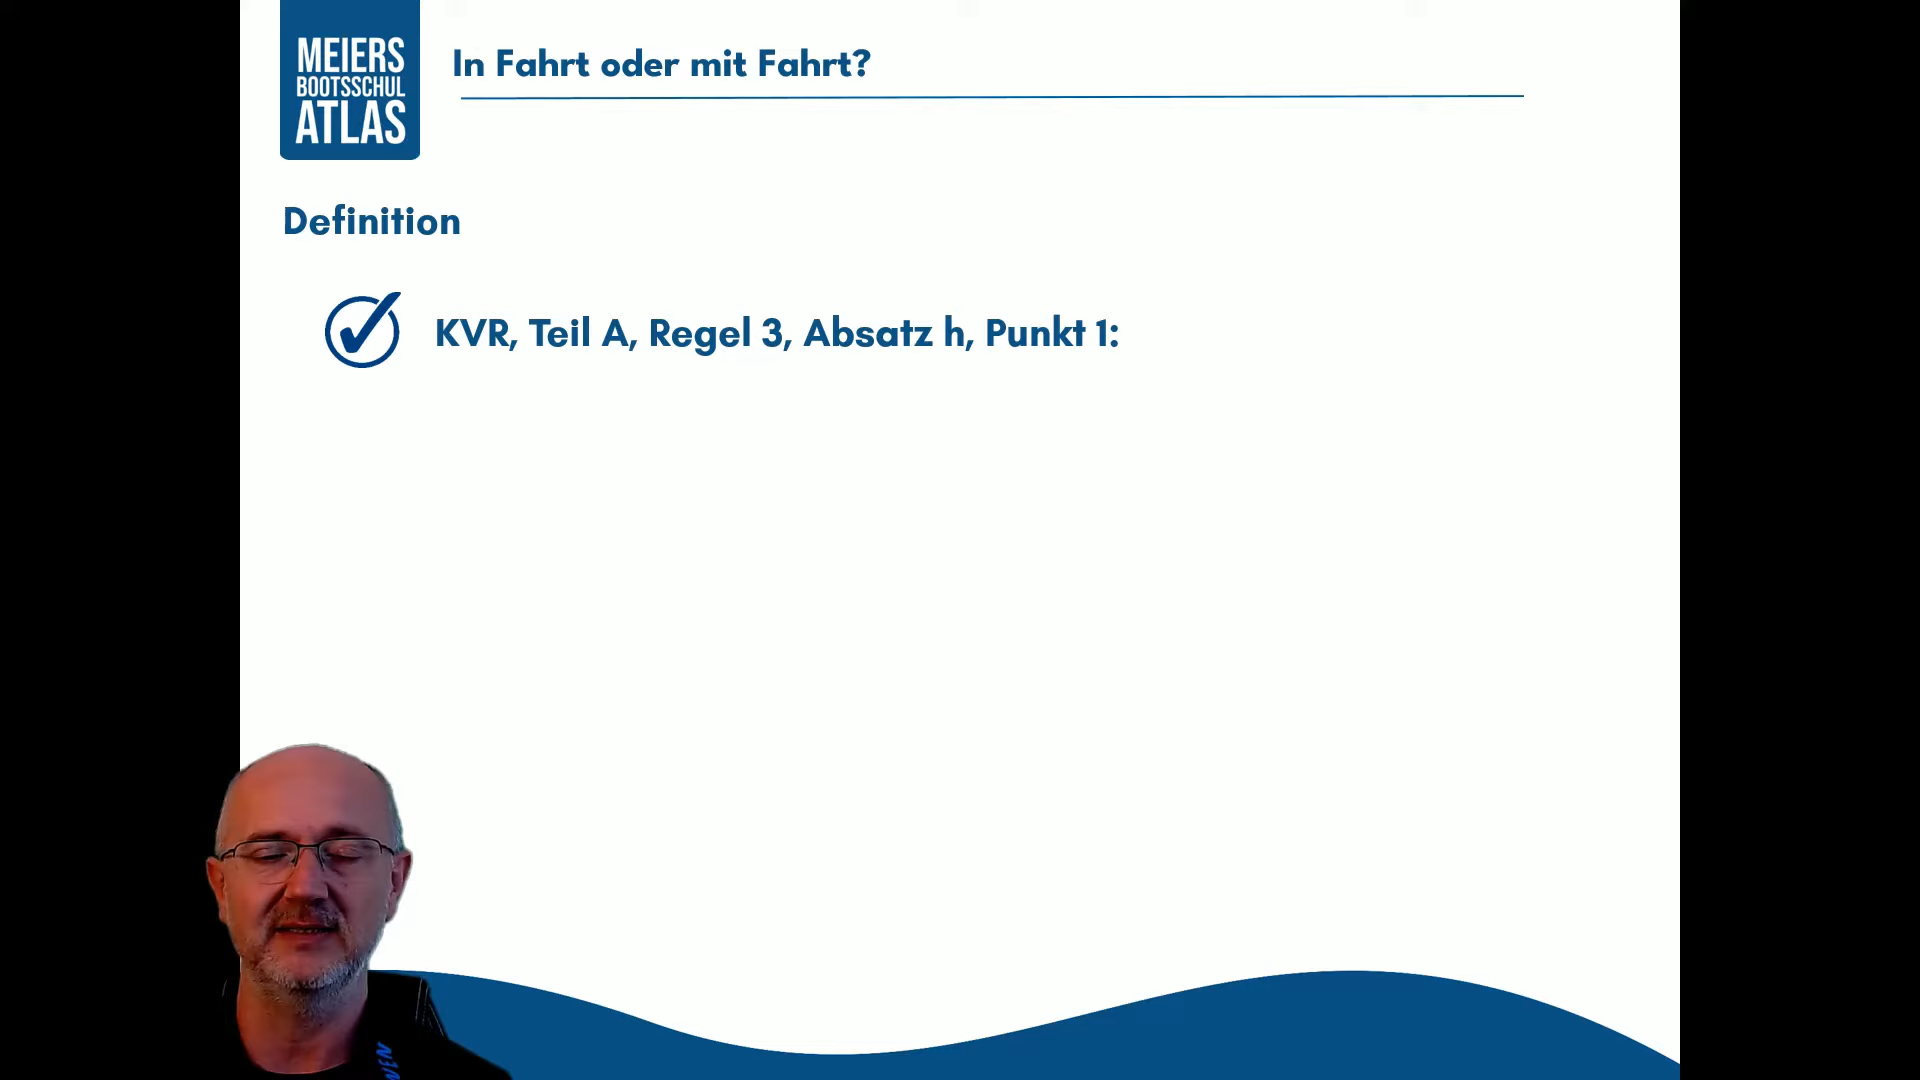 MEIERS
BOOTSSCHUL
ATLAS
In Fahrt oder mit Fahrt?
Definition
KVR, Teil A, Regel 3, Absatz h, Punkt 1: